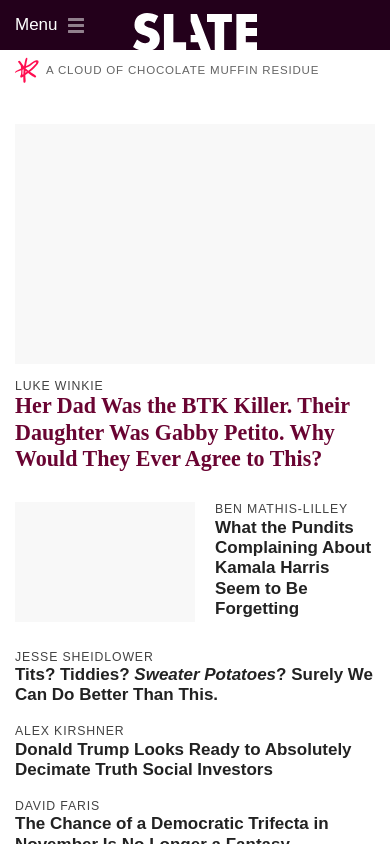 Menu
SLATE
A CLOUD OF CHOCOLATE MUFFIN RESIDUE
LUKE WINKIE
Her Dad Was the BTK Killer. Their
Daughter Was Gabby Petito. Why
Would They Ever Agree to This?
BEN MATHIS-LILLEY
What the Pundits
Complaining About
Kamala Harris
Seem to Be
Forgetting
JESSE SHEIDLOWER
Tits? Tiddies? Sweater Potatoes? Surely We
Can Do Better Than This.
ALEX KIRSHNER
Donald Trump Looks Ready to Absolutely
Decimate Truth Social Investors
DAVID FARIS
The Chance of a Democratic Trifecta in
November Is No Longer a Fantasy